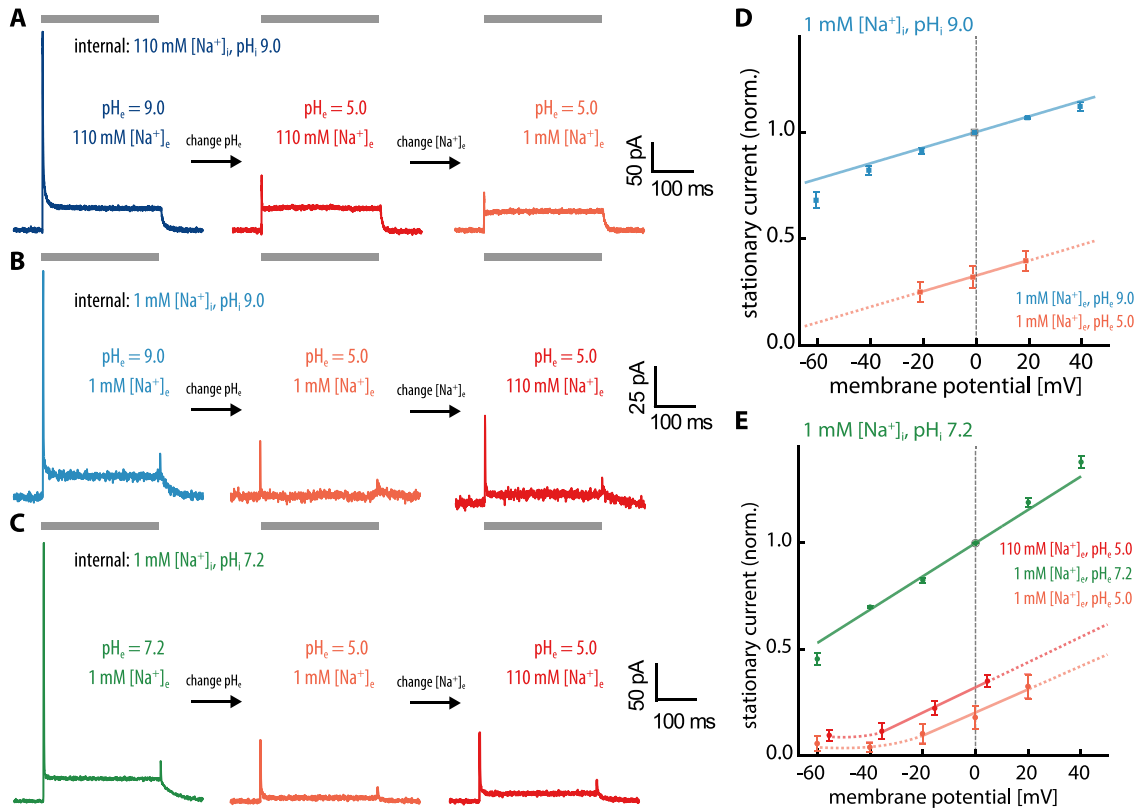 A
internal: 110 mM [Na⁺]ᵢ, pHᵢ 9.0
pHₑ = 9.0
110 mM [Na⁺]ₑ
change pHₑ
pHₑ = 5.0
110 mM [Na⁺]ₑ
change [Na⁺]ₑ
pHₑ = 5.0
1 mM [Na⁺]ₑ
50 pA
100 ms
B
internal: 1 mM [Na⁺]ᵢ, pHᵢ 9.0
pHₑ = 9.0
1 mM [Na⁺]ₑ
change pHₑ
pHₑ = 5.0
1 mM [Na⁺]ₑ
change [Na⁺]ₑ
pHₑ = 5.0
110 mM [Na⁺]ₑ
25 pA
100 ms
C
internal: 1 mM [Na⁺]ᵢ, pHᵢ 7.2
pHₑ = 7.2
1 mM [Na⁺]ₑ
change pHₑ
pHₑ = 5.0
1 mM [Na⁺]ₑ
change [Na⁺]ₑ
pHₑ = 5.0
110 mM [Na⁺]ₑ
50 pA
100 ms
D
1 mM [Na⁺]ᵢ, pHᵢ 9.0
stationary current (norm.)
1.0
0.5
0.0
1 mM [Na⁺]ₑ, pHₑ 9.0
1 mM [Na⁺]ₑ, pHₑ 5.0
-60 -40 -20 0 20 40
membrane potential [mV]
E
1 mM [Na⁺]ᵢ, pHᵢ 7.2
stationary current (norm.)
1.0
0.5
0.0
110 mM [Na⁺]ₑ, pHₑ 5.0
1 mM [Na⁺]ₑ, pHₑ 7.2
1 mM [Na⁺]ₑ, pHₑ 5.0
-60 -40 -20 0 20 40
membrane potential [mV]